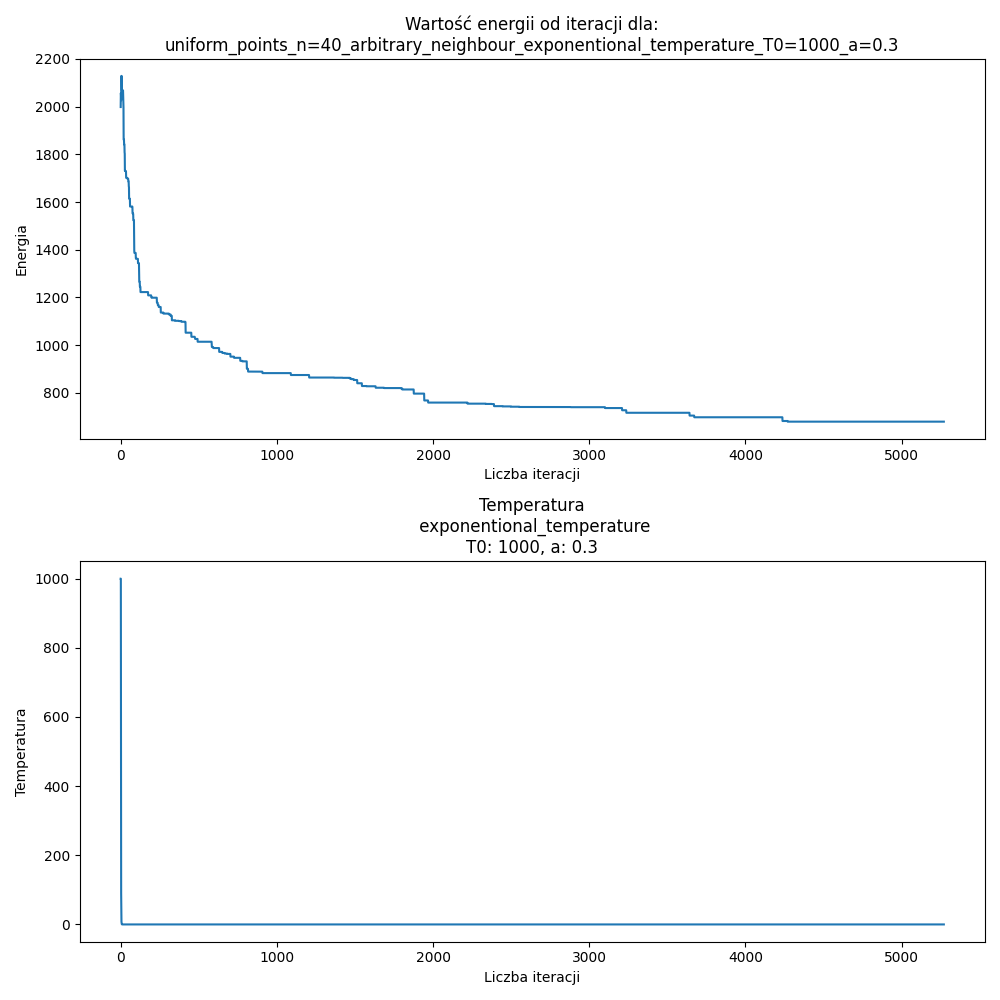 Wartość energii od iteracji dla:
uniform_points_n=40_arbitrary_neighbour_exponentional_temperature_T0=1000_a=0.3
2200
2000
1800
1600
1400
1200
1000
800
Energia
0 1000 2000 3000 4000 5000
Liczba iteracji
Temperatura
exponentional_temperature
T0: 1000, a: 0.3
1000
800
600
400
200
0
Temperatura
0 1000 2000 3000 4000 5000
Liczba iteracji